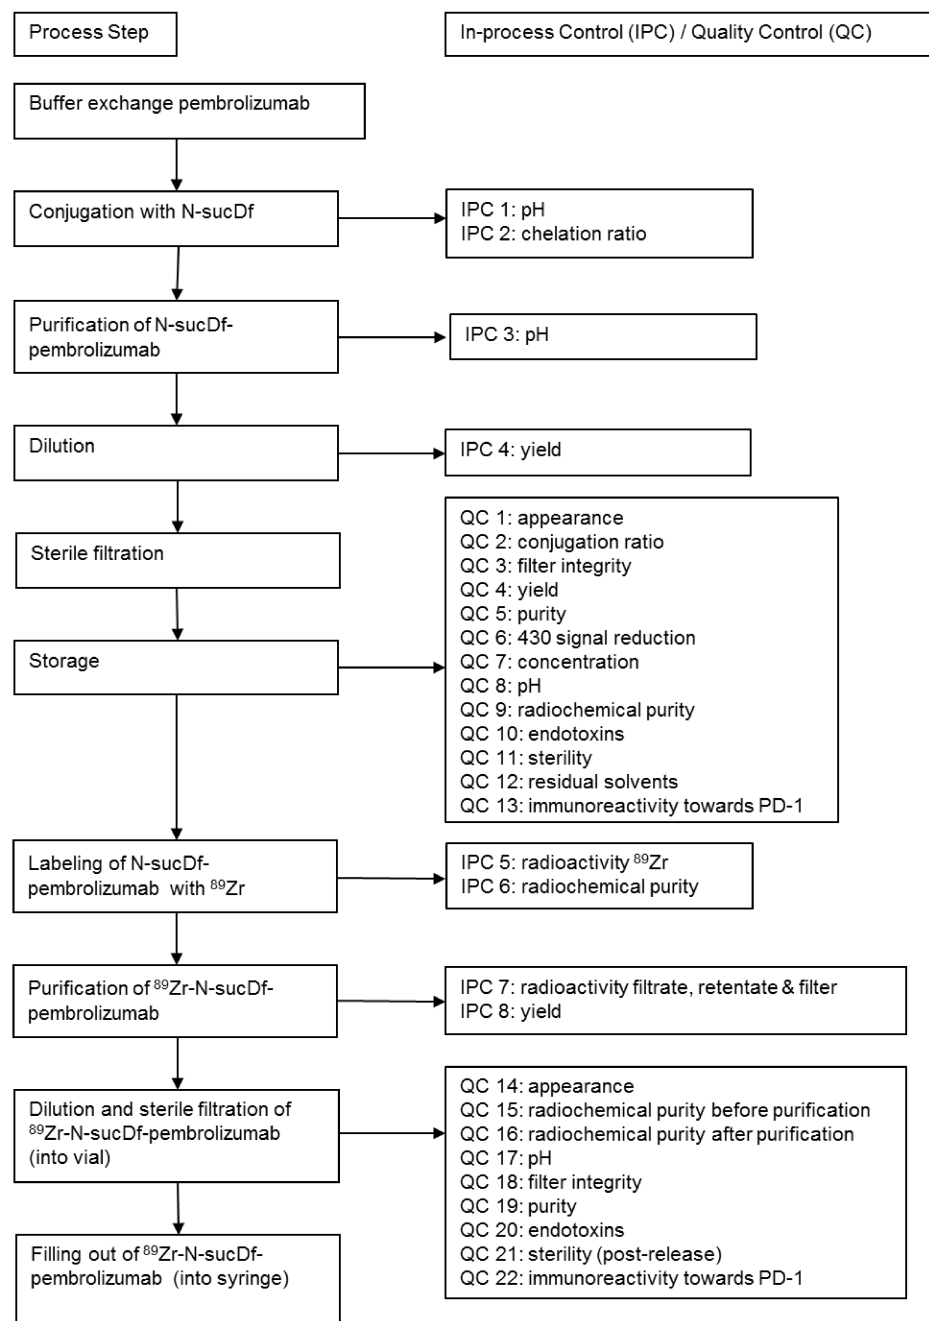 Process Step
In-process Control (IPC) / Quality Control (QC)
Buffer exchange pembrolizumab
Conjugation with N-sucDf
IPC 1: pH
IPC 2: chelation ratio
Purification of N-sucDf-
pembrolizumab
IPC 3: pH
Dilution
IPC 4: yield
Sterile filtration
Storage
QC 1: appearance
QC 2: conjugation ratio
QC 3: filter integrity
QC 4: yield
QC 5: purity
QC 6: 430 signal reduction
QC 7: concentration
QC 8: pH
QC 9: radiochemical purity
QC 10: endotoxins
QC 11: sterility
QC 12: residual solvents
QC 13: immunoreactivity towards PD-1
Labeling of N-sucDf-
pembrolizumab with ⁸⁹Zr
IPC 5: radioactivity ⁸⁹Zr
IPC 6: radiochemical purity
Purification of ⁸⁹Zr-N-sucDf-
pembrolizumab
IPC 7: radioactivity filtrate, retentate & filter
IPC 8: yield
Dilution and sterile filtration of
⁸⁹Zr-N-sucDf-pembrolizumab
(into vial)
QC 14: appearance
QC 15: radiochemical purity before purification
QC 16: radiochemical purity after purification
QC 17: pH
QC 18: filter integrity
QC 19: purity
QC 20: endotoxins
QC 21: sterility (post-release)
QC 22: immunoreactivity towards PD-1
Filling out of ⁸⁹Zr-N-sucDf-
pembrolizumab (into syringe)